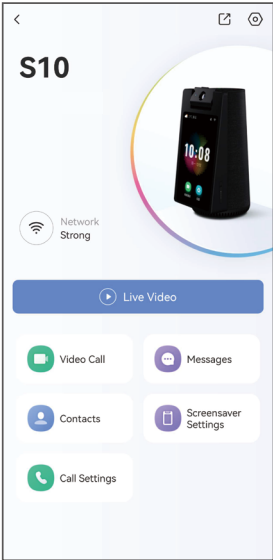 S10
10:08
Network
Strong
Live Video
Video Call
Messages
Contacts
Screensaver
Settings
Call Settings